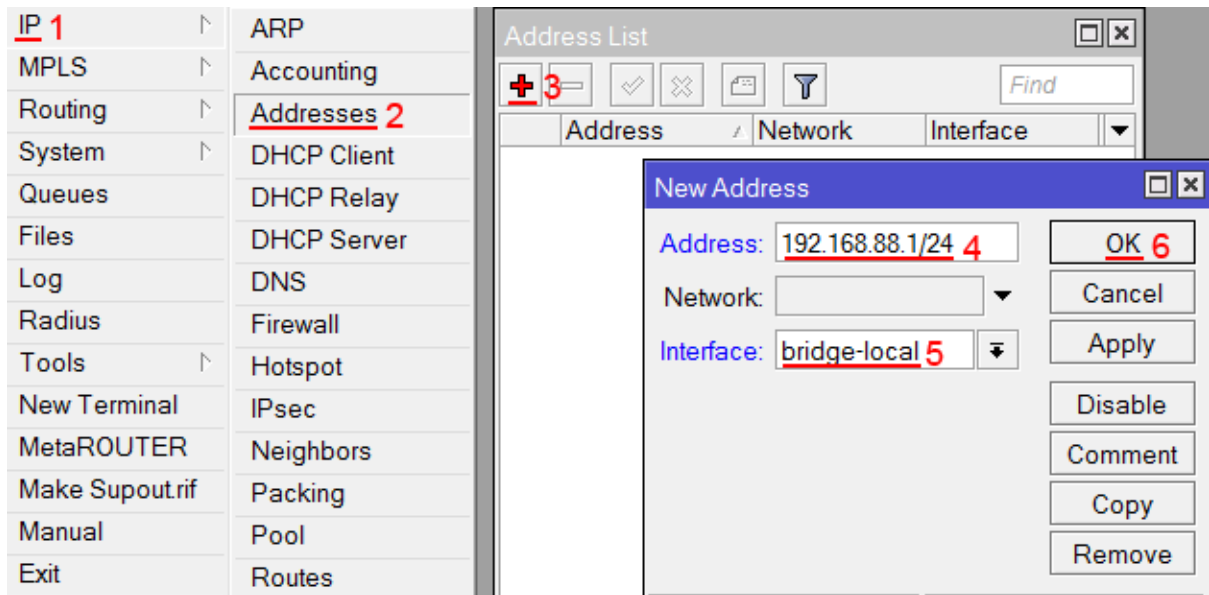 IP 1
MPLS
Routing
System
Queues
Files
Log
Radius
Tools
New Terminal
MetaROUTER
Make Supout.rif
Manual
Exit
ARP
Accounting
Addresses 2
DHCP Client
DHCP Relay
DHCP Server
DNS
Firewall
Hotspot
IPsec
Neighbors
Packing
Pool
Routes
Address List
3
Find
Address Network Interface
New Address
Address: 192.168.88.1/24 4
Network:
Interface: bridge-local 5
OK 6
Cancel
Apply
Disable
Comment
Copy
Remove